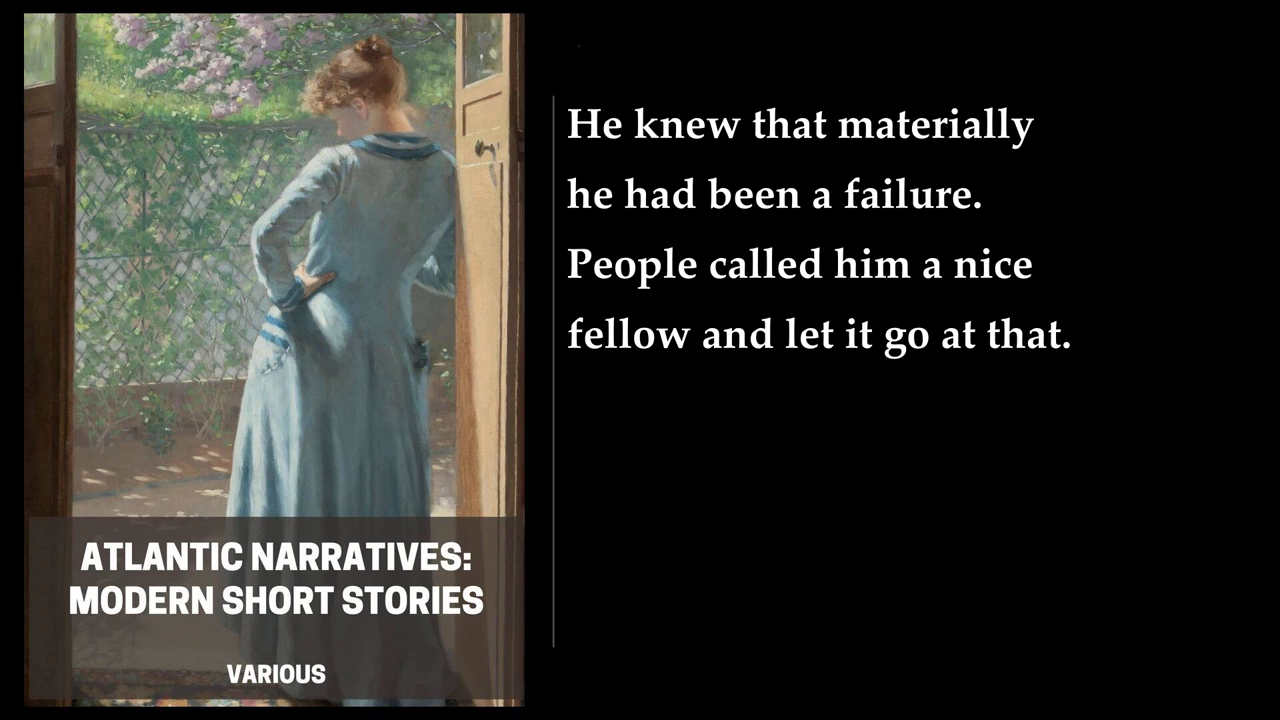 He knew that materially
he had been a failure.
People called him a nice
fellow and let it go at that.
ATLANTIC NARRATIVES:
MODERN SHORT STORIES
VARIOUS